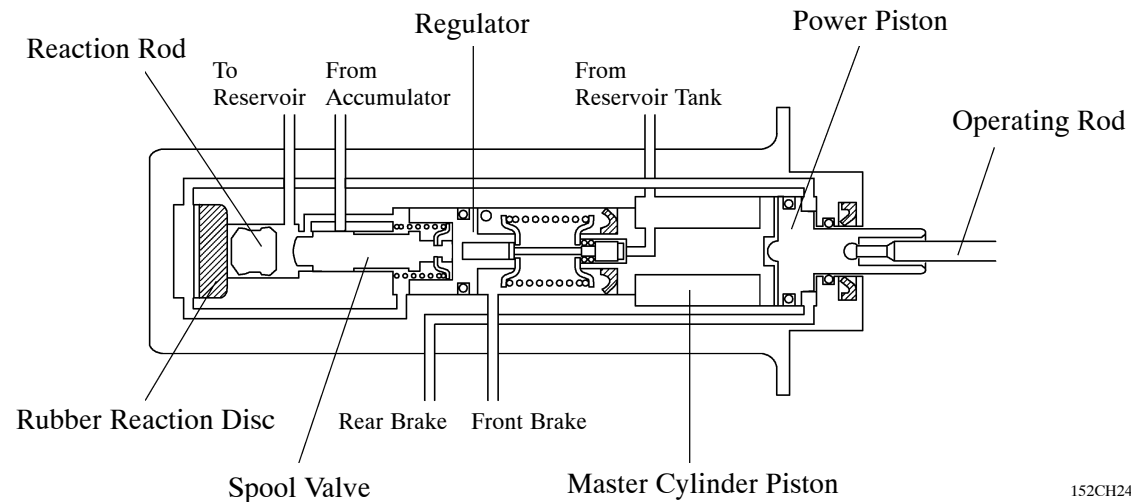 Regulator
Power Piston
Reaction Rod
To
Reservoir
From
Accumulator
From
Reservoir Tank
Operating Rod
Rubber Reaction Disc
Rear Brake
Front Brake
Spool Valve
Master Cylinder Piston
152CH24